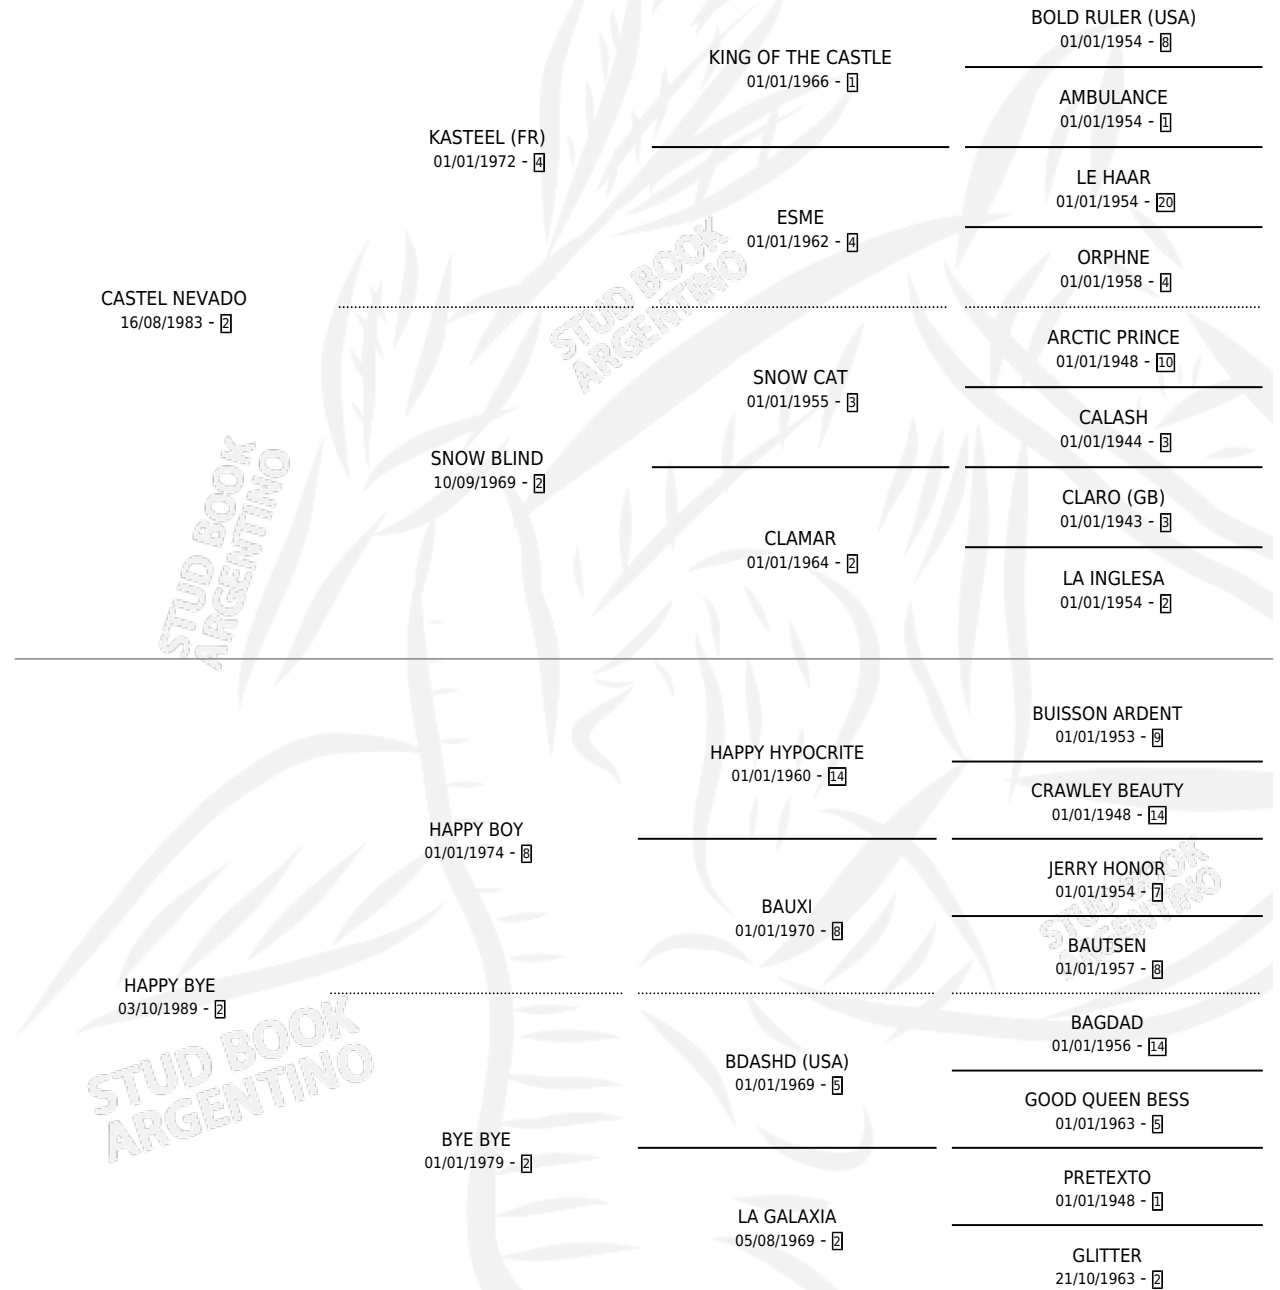 BOLD RULER (USA)
01/01/1954 - 8
KING OF THE CASTLE
01/01/1966 - 1
AMBULANCE
01/01/1954 - 1
KASTEEL (FR)
01/01/1972 - 4
LE HAAR
01/01/1954 - 20
ESME
01/01/1962 - 4
ORPHNE
01/01/1958 - 4
CASTEL NEVADO
16/08/1983 - 2
ARCTIC PRINCE
01/01/1948 - 10
SNOW CAT
01/01/1955 - 3
CALASH
01/01/1944 - 3
SNOW BLIND
10/09/1969 - 2
CLARO (GB)
01/01/1943 - 3
CLAMAR
01/01/1964 - 2
LA INGLESA
01/01/1954 - 2
BUISSON ARDENT
01/01/1953 - 9
HAPPY HYPOCRITE
01/01/1960 - 14
CRAWLEY BEAUTY
01/01/1948 - 14
HAPPY BOY
01/01/1974 - 8
JERRY HONOR
01/01/1954 - 7
BAUXI
01/01/1970 - 8
BAUTSEN
01/01/1957 - 8
HAPPY BYE
03/10/1989 - 2
BAGDAD
01/01/1956 - 14
BDASHD (USA)
01/01/1969 - 5
GOOD QUEEN BESS
01/01/1963 - 5
BYE BYE
01/01/1979 - 2
PRETEXTO
01/01/1948 - 1
LA GALAXIA
05/08/1969 - 2
GLITTER
21/10/1963 - 2
STUD BOOK
ARGENTINO
STUD BOOK
ARGENTINO
STUD BOOK
ARGENTINO
STUD BOOK
ARGENTINO